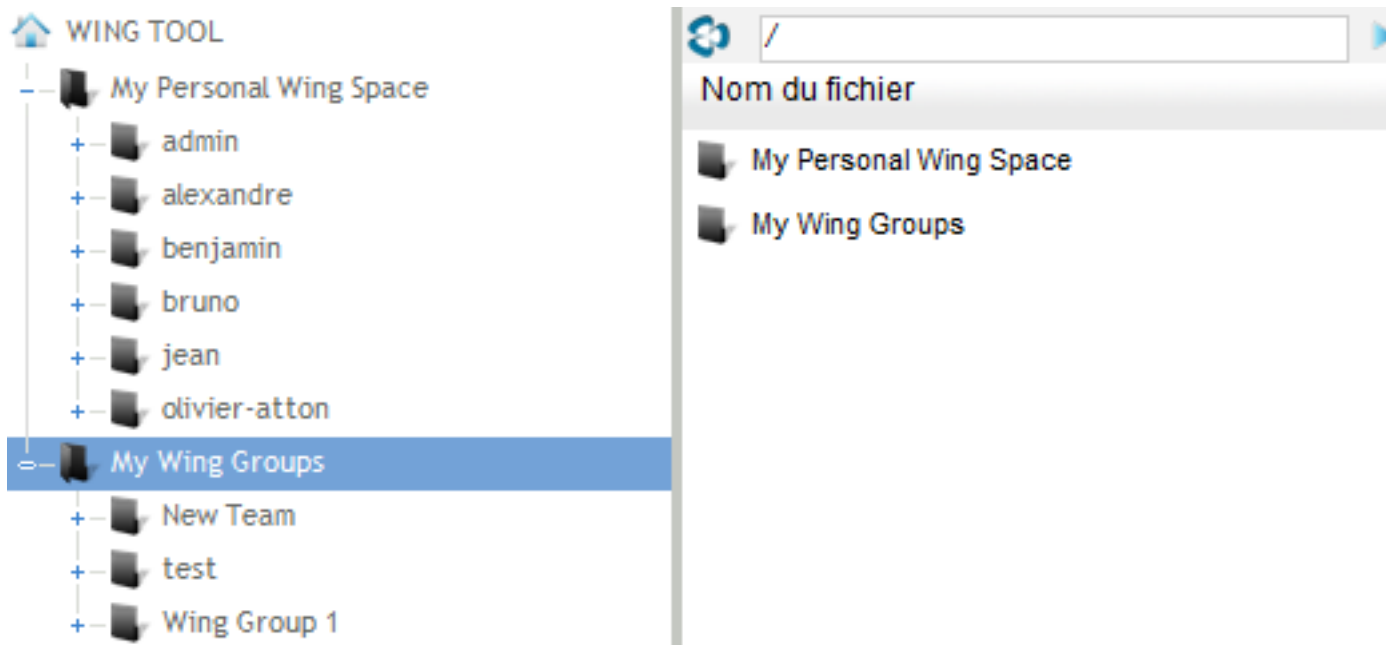 WING TOOL
My Personal Wing Space
admin
alexandre
benjamin
bruno
jean
olivier-atton
My Wing Groups
New Team
test
Wing Group 1
/
Nom du fichier
My Personal Wing Space
My Wing Groups